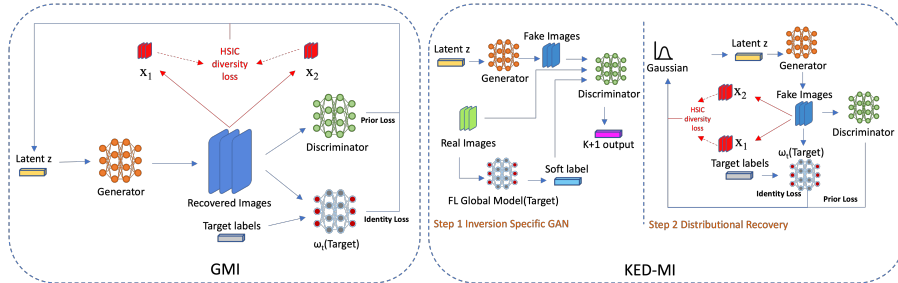 HSIC
diversity
loss
X1
X2
Generator
Discriminator
Prior Loss
Latent z
Recovered Images
Target labels
Identity Loss
ωt(Target)
GMI
Latent z
Fake Images
Generator
Discriminator
Real Images
K+1 output
Soft label
FL Global Model(Target)
Step 1 Inversion Specific GAN
Gaussian
Latent z
Generator
Fake Images
X2
HSIC
diversity
loss
X1
Discriminator
ωt(Target)
Target labels
Identity Loss
Prior Loss
Step 2 Distributional Recovery
KED-MI